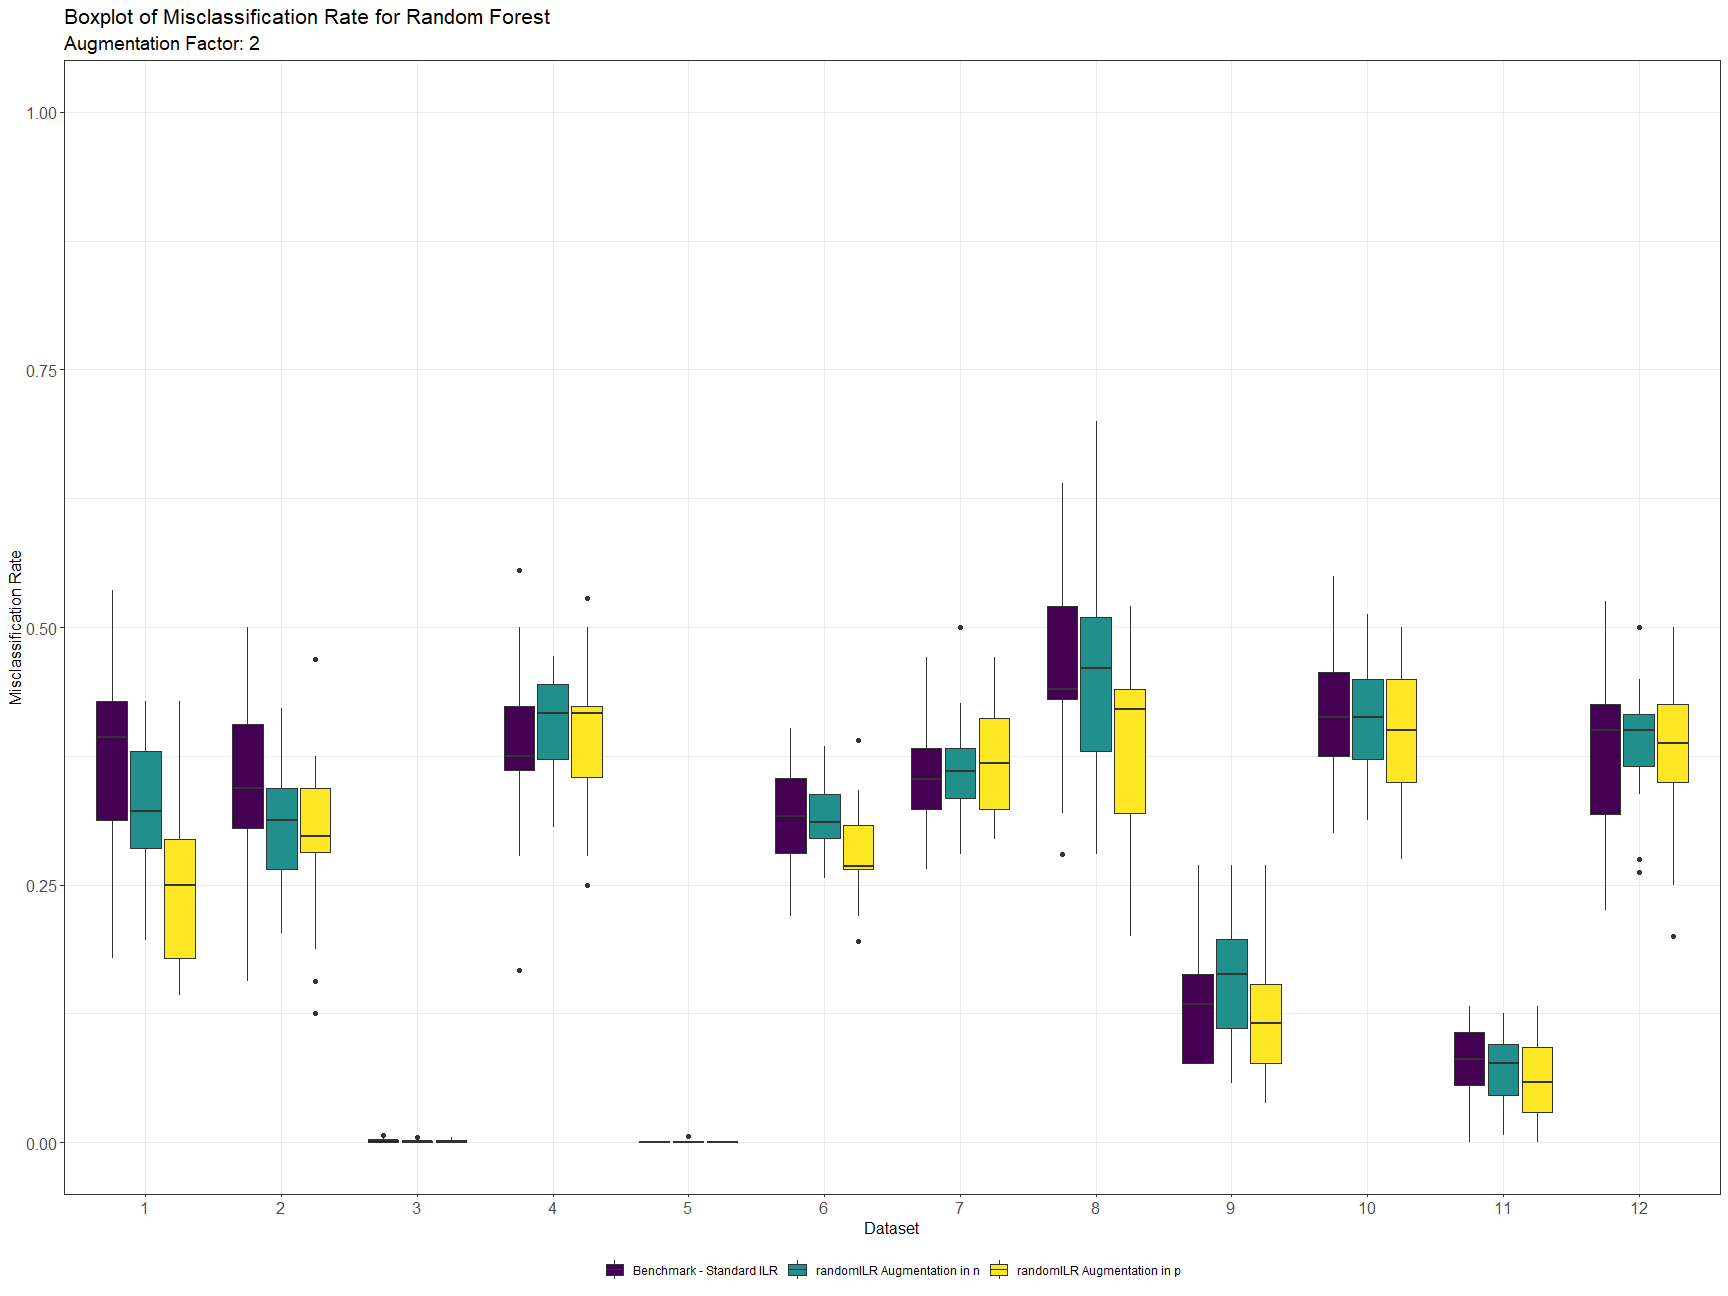 Boxplot of Misclassification Rate for Random Forest
Augmentation Factor: 2
Misclassification Rate
1.00
0.75
0.50
0.25
0.00
1 2 3 4 5 6 7 8 9 10 11 12
Dataset
Benchmark - Standard ILR randomILR Augmentation in n randomILR Augmentation in p